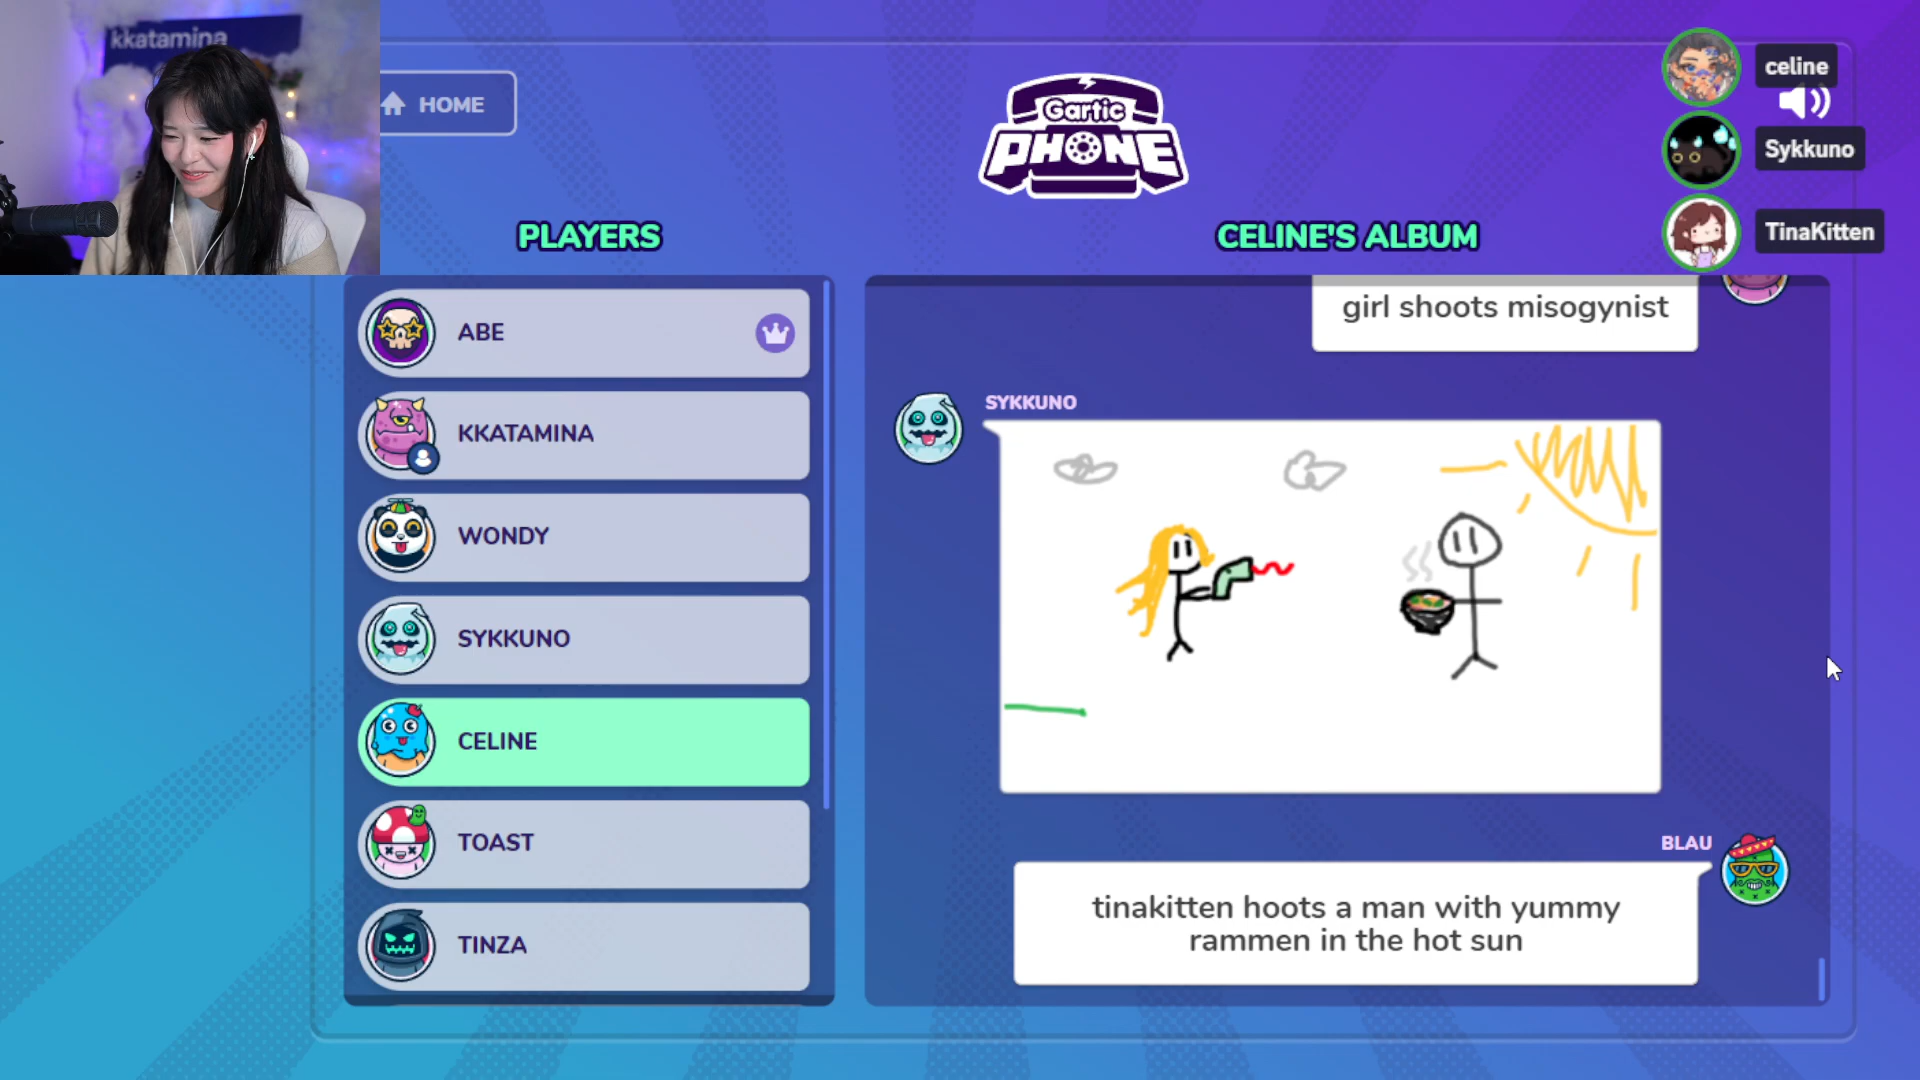 kkatamina
HOME
Gartic
PHONE
celine
Sykkuno
TinaKitten
PLAYERS
CELINE'S ALBUM
ABE
KKATAMINA
WONDY
SYKKUNO
CELINE
TOAST
TINZA
girl shoots misogynist
SYKKUNO
BLAU
tinakitten hoots a man with yummy
rammen in the hot sun